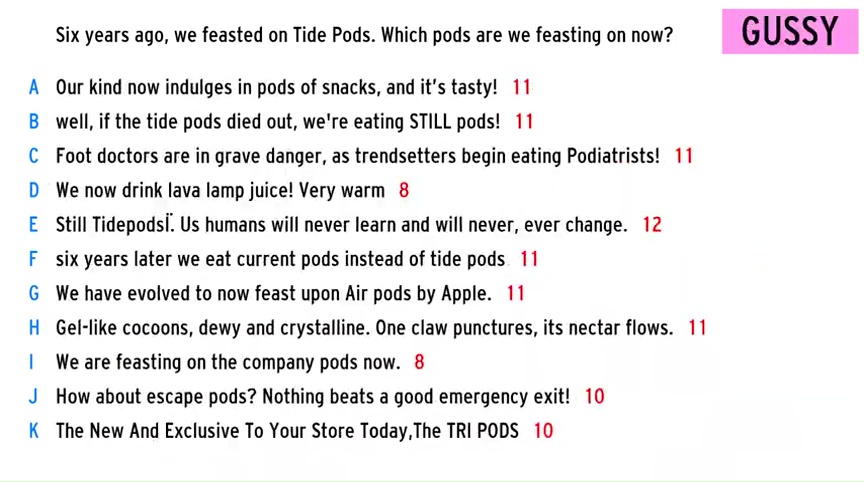 Six years ago, we feasted on Tide Pods. Which pods are we feasting on now?
GUSSY
A Our kind now indulges in pods of snacks, and it's tasty! 11
B well, if the tide pods died out, we're eating STILL pods! 11
C Foot doctors are in grave danger, as trendsetters begin eating Podiatrists! 11
D We now drink lava lamp juice! Very warm 8
E Still TidepodsÏ. Us humans will never learn and will never, ever change. 12
F six years later we eat current pods instead of tide pods 11
G We have evolved to now feast upon Air pods by Apple. 11
H Gel-like cocoons, dewy and crystalline. One claw punctures, its nectar flows. 11
I We are feasting on the company pods now. 8
J How about escape pods? Nothing beats a good emergency exit! 10
K The New And Exclusive To Your Store Today,The TRI PODS 10